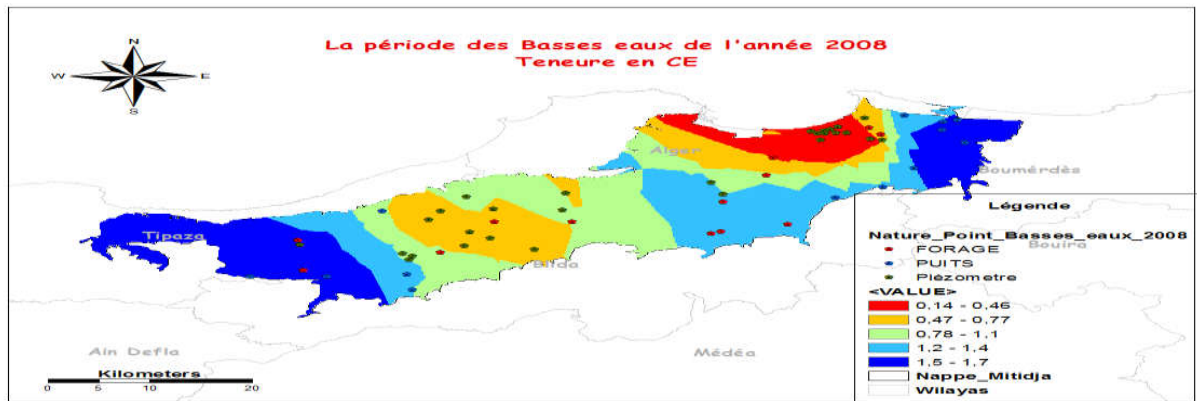 La période des Basses eaux de l'année 2008
Teneure en CE
N
W
E
S
Alger
Boumérdès
Tipaza
Blida
Bouira
Ain Defla
Médéa
Légende
Nature_Point_Basses_eaux_2008
FORAGE
PUITS
Piézometre
<VALUE>
0,14 - 0,46
0,47 - 0,77
0,78 - 1,1
1,2 - 1,4
1,5 - 1,7
Nappe_Mitidja
Wilayas
Kilometers
0 5 10 20